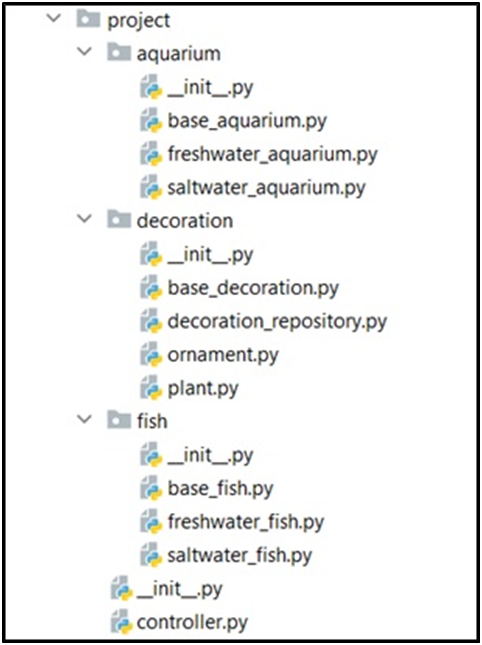 project
aquarium
__init__.py
base_aquarium.py
freshwater_aquarium.py
saltwater_aquarium.py
decoration
__init__.py
base_decoration.py
decoration_repository.py
ornament.py
plant.py
fish
__init__.py
base_fish.py
freshwater_fish.py
saltwater_fish.py
__init__.py
controller.py